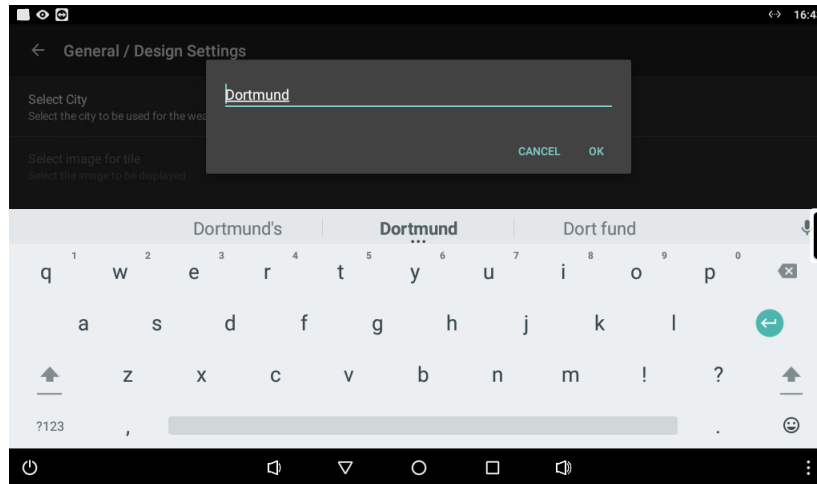 16:4
General / Design Settings
Dortmund
Select City
Select the city to be used for the wea
CANCEL OK
Select image for tile
Select the image to be displayed
Dortmund's Dortmund Dort fund
1 2 3 4 5 6 7 8 9 0
q w e r t y u i o p
a s d f g h j k l
z x c v b n m ! ?
?123 , .